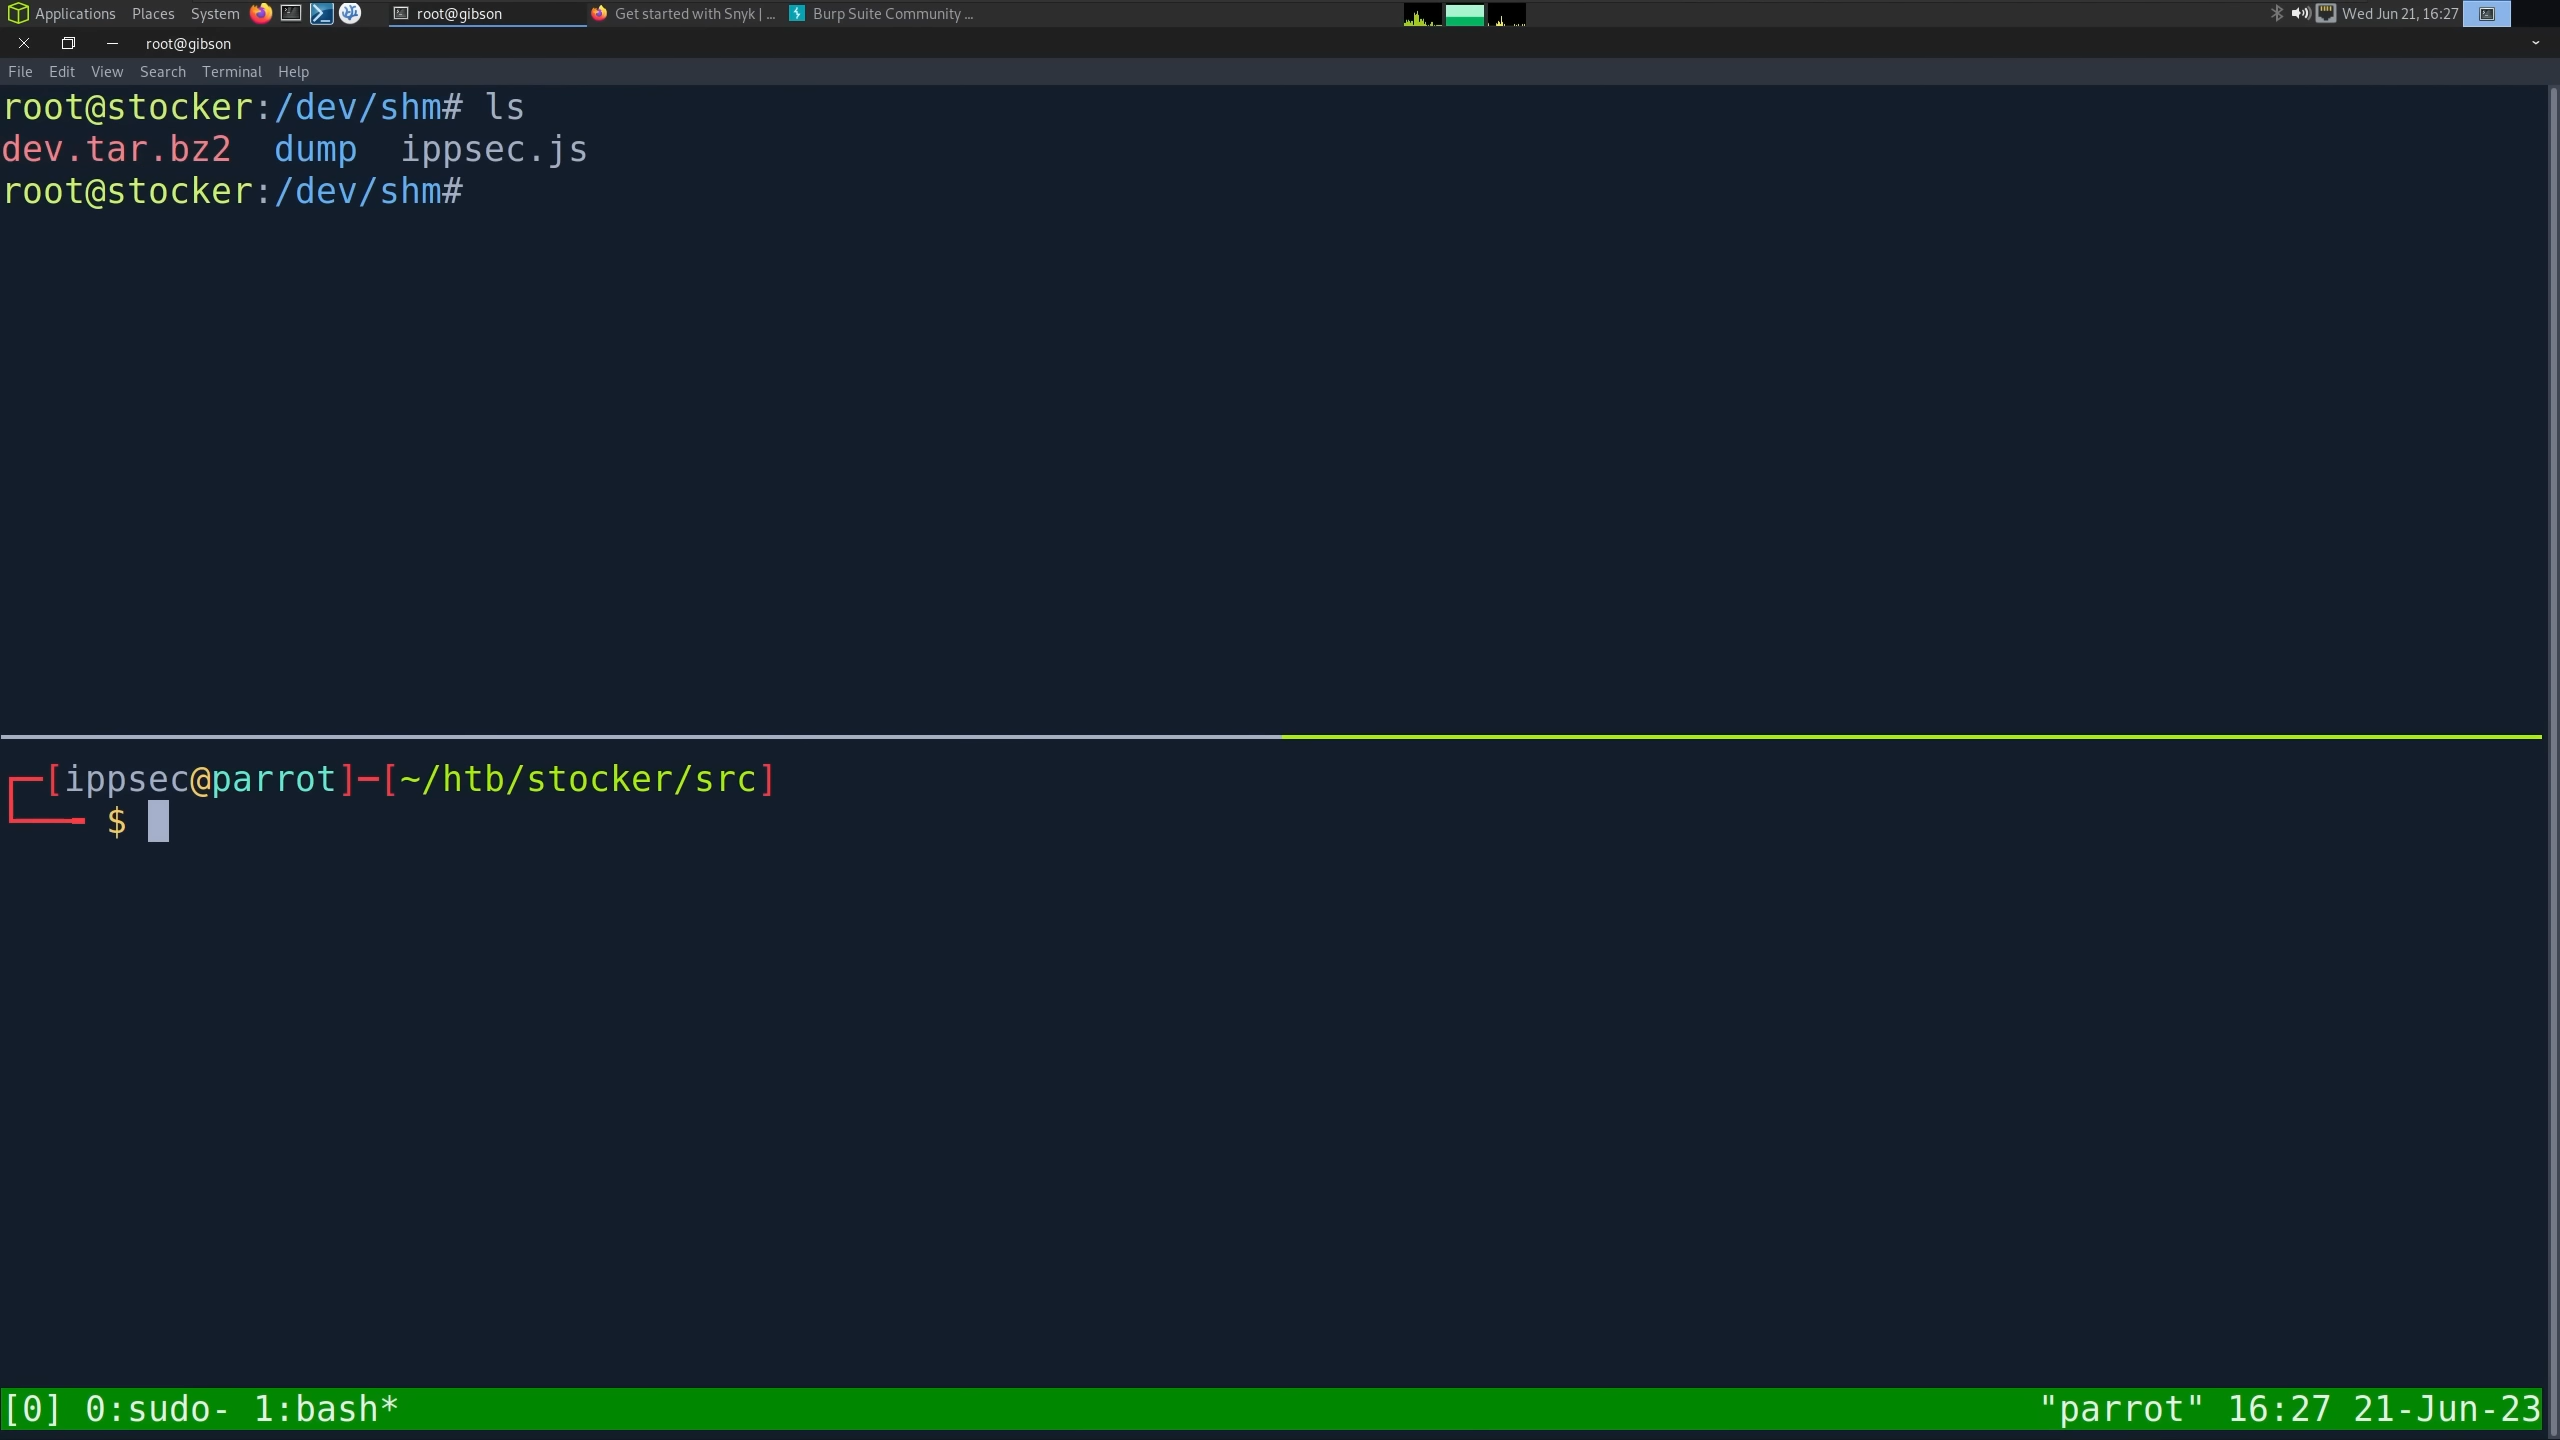 Applications Places System root@gibson Get started with Snyk | ... Burp Suite Community ... Wed Jun 21, 16:27
root@gibson
File Edit View Search Terminal Help
root@stocker:/dev/shm# ls
dev.tar.bz2 dump ippsec.js
root@stocker:/dev/shm#
[ippsec@parrot]─[~/htb/stocker/src]
$
[0] 0:sudo- 1:bash* "parrot" 16:27 21-Jun-23